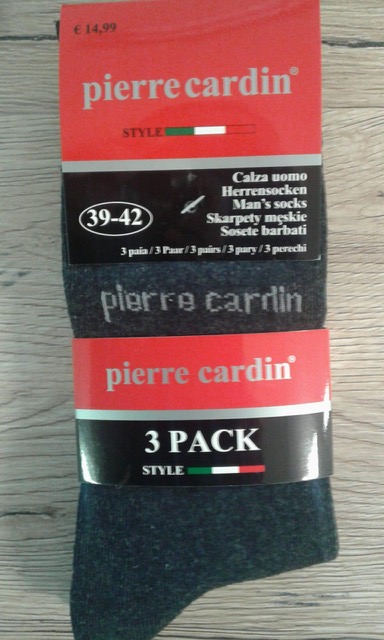 € 14,99
pierre cardin®
STYLE
39-42
Calza uomo
Herrensocken
Man's socks
Skarpety męskie
Sosete barbati
3 paia / 3 Paar / 3 pairs / 3 pary / 3 perechi
pierre cardin
pierre cardin®
3 PACK
STYLE